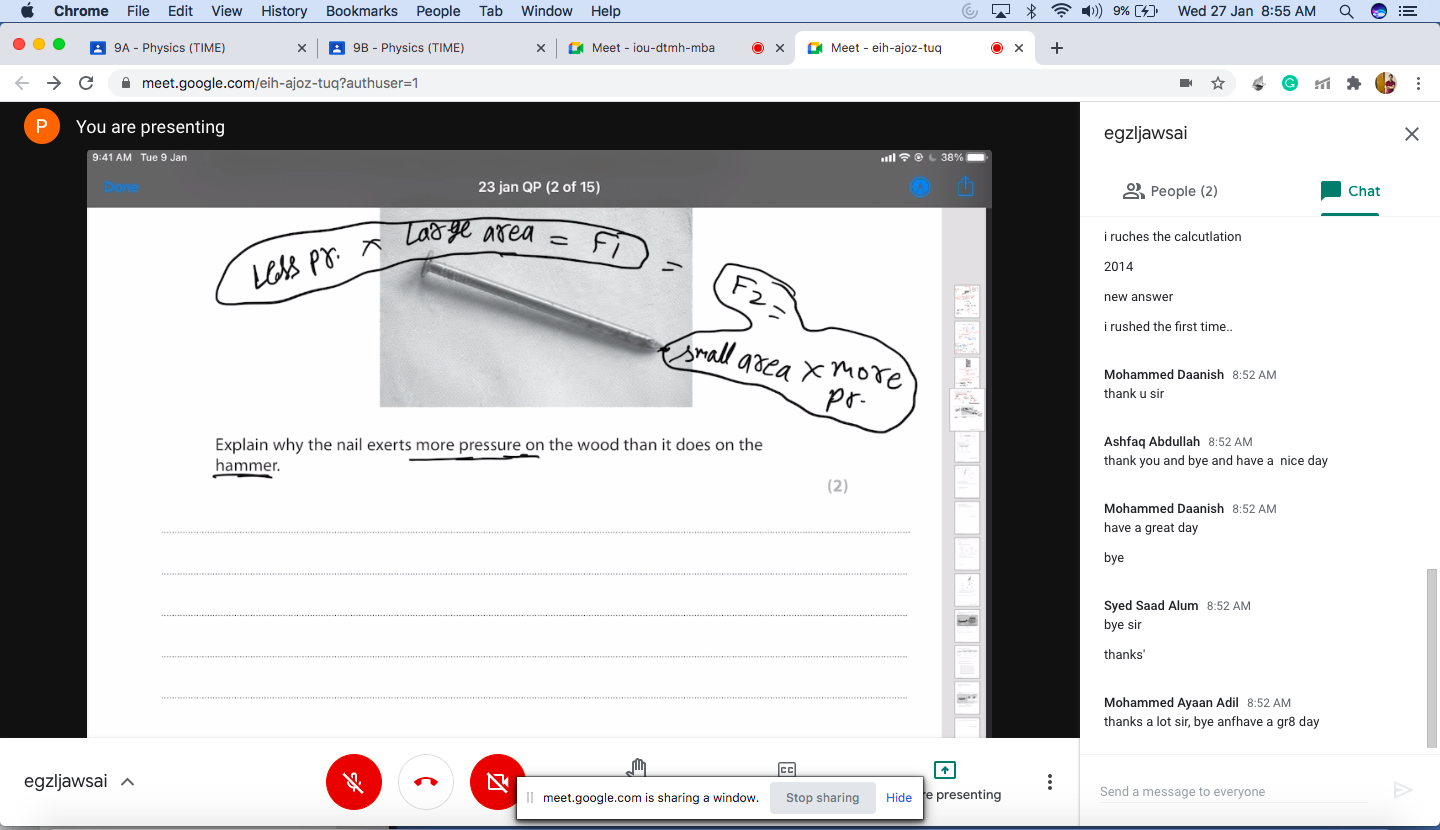 Chrome File Edit View History Bookmarks People Tab Window Help 9% Wed 27 Jan 8:55 AM
9A - Physics (TIME) 9B - Physics (TIME) Meet - iou-dtmh-mba Meet - eih-ajoz-tuq
meet.google.com/eih-ajoz-tuq?authuser=1
P You are presenting
9:41 AM Tue 9 Jan 38%
Done 23 jan QP (2 of 15)
Less pr. × Large area = F1 =
F2 =
small area × more
pr.
Explain why the nail exerts more pressure on the wood than it does on the
hammer.
(2)
egzljawsai
People (2) Chat
i ruches the calcutlation
2014
new answer
i rushed the first time..
Mohammed Daanish 8:52 AM
thank u sir
Ashfaq Abdullah 8:52 AM
thank you and bye and have a nice day
Mohammed Daanish 8:52 AM
have a great day
bye
Syed Saad Alum 8:52 AM
bye sir
thanks'
Mohammed Ayaan Adil 8:52 AM
thanks a lot sir, bye anfhave a gr8 day
Send a message to everyone
egzljawsai
CC
re presenting
meet.google.com is sharing a window. Stop sharing Hide